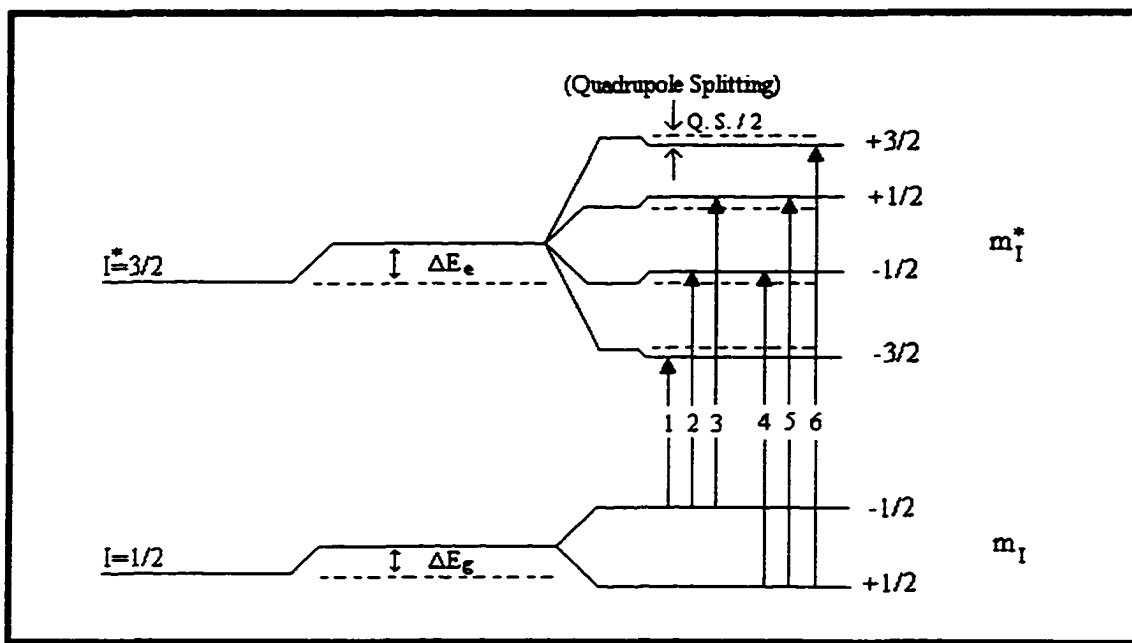 (Quadrupole Splitting)
Q. S. / 2
+3/2
+1/2
I*=3/2
ΔEe
mI*
-1/2
-3/2
1 2 3 4 5 6
-1/2
I=1/2
ΔEg
mI
+1/2